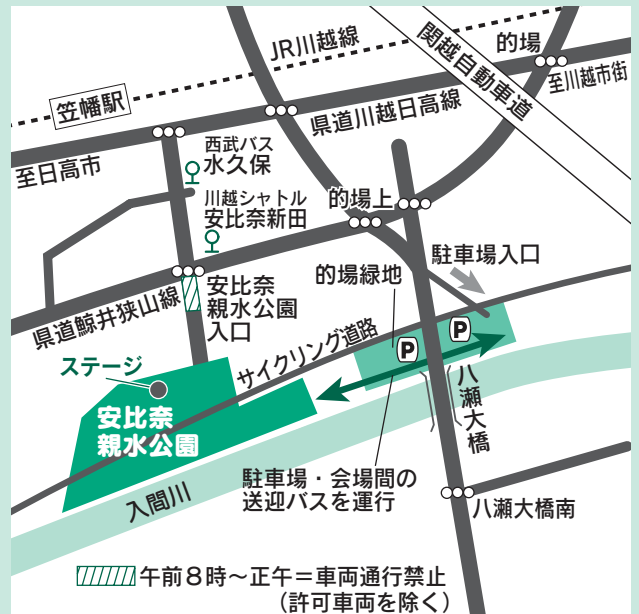 JR川越線
関越自動車道
的場
至川越市街
笠幡駅
県道川越日高線
至日高市
西武バス
水久保
川越シャトル
安比奈新田
的場上
駐車場入口
的場緑地
安比奈
親水公園
入口
県道鯨井狭山線
サイクリング道路
ステージ
P
P
安比奈
親水公園
八瀬大橋
入間川
駐車場・会場間の
送迎バスを運行
八瀬大橋南
午前8時〜正午=車両通行禁止
(許可車両を除く)